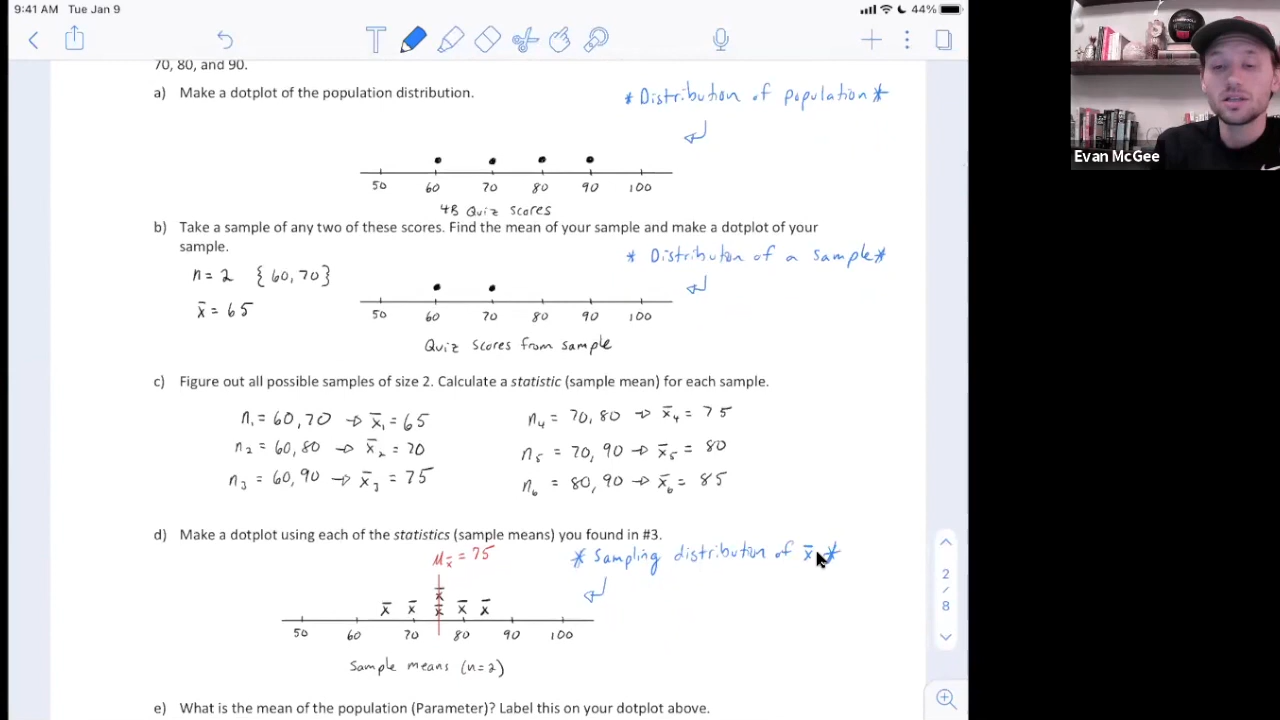 9:41 AM Tue Jan 9
44%
Evan McGee
70, 80, and 90.
a) Make a dotplot of the population distribution.
* Distribution of population *
50 60 70 80 90 100
4B Quiz Scores
b) Take a sample of any two of these scores. Find the mean of your sample and make a dotplot of your
sample.
* Distribution of a sample *
n = 2 {60, 70}
x̄ = 65
50 60 70 80 90 100
Quiz Scores from sample
c) Figure out all possible samples of size 2. Calculate a statistic (sample mean) for each sample.
n₁ = 60, 70 → x̄₁ = 65
n₂ = 60, 80 → x̄₂ = 70
n₃ = 60, 90 → x̄₃ = 75
n₄ = 70, 80 → x̄₄ = 75
n₅ = 70, 90 → x̄₅ = 80
n₆ = 80, 90 → x̄₆ = 85
d) Make a dotplot using each of the statistics (sample means) you found in #3.
μx̄ = 75
* Sampling distribution of x̄ *
x̄
x̄ x̄ x̄ x̄ x̄
50 60 70 80 90 100
Sample means (n=2)
e) What is the mean of the population (Parameter)? Label this on your dotplot above.
2
/
8